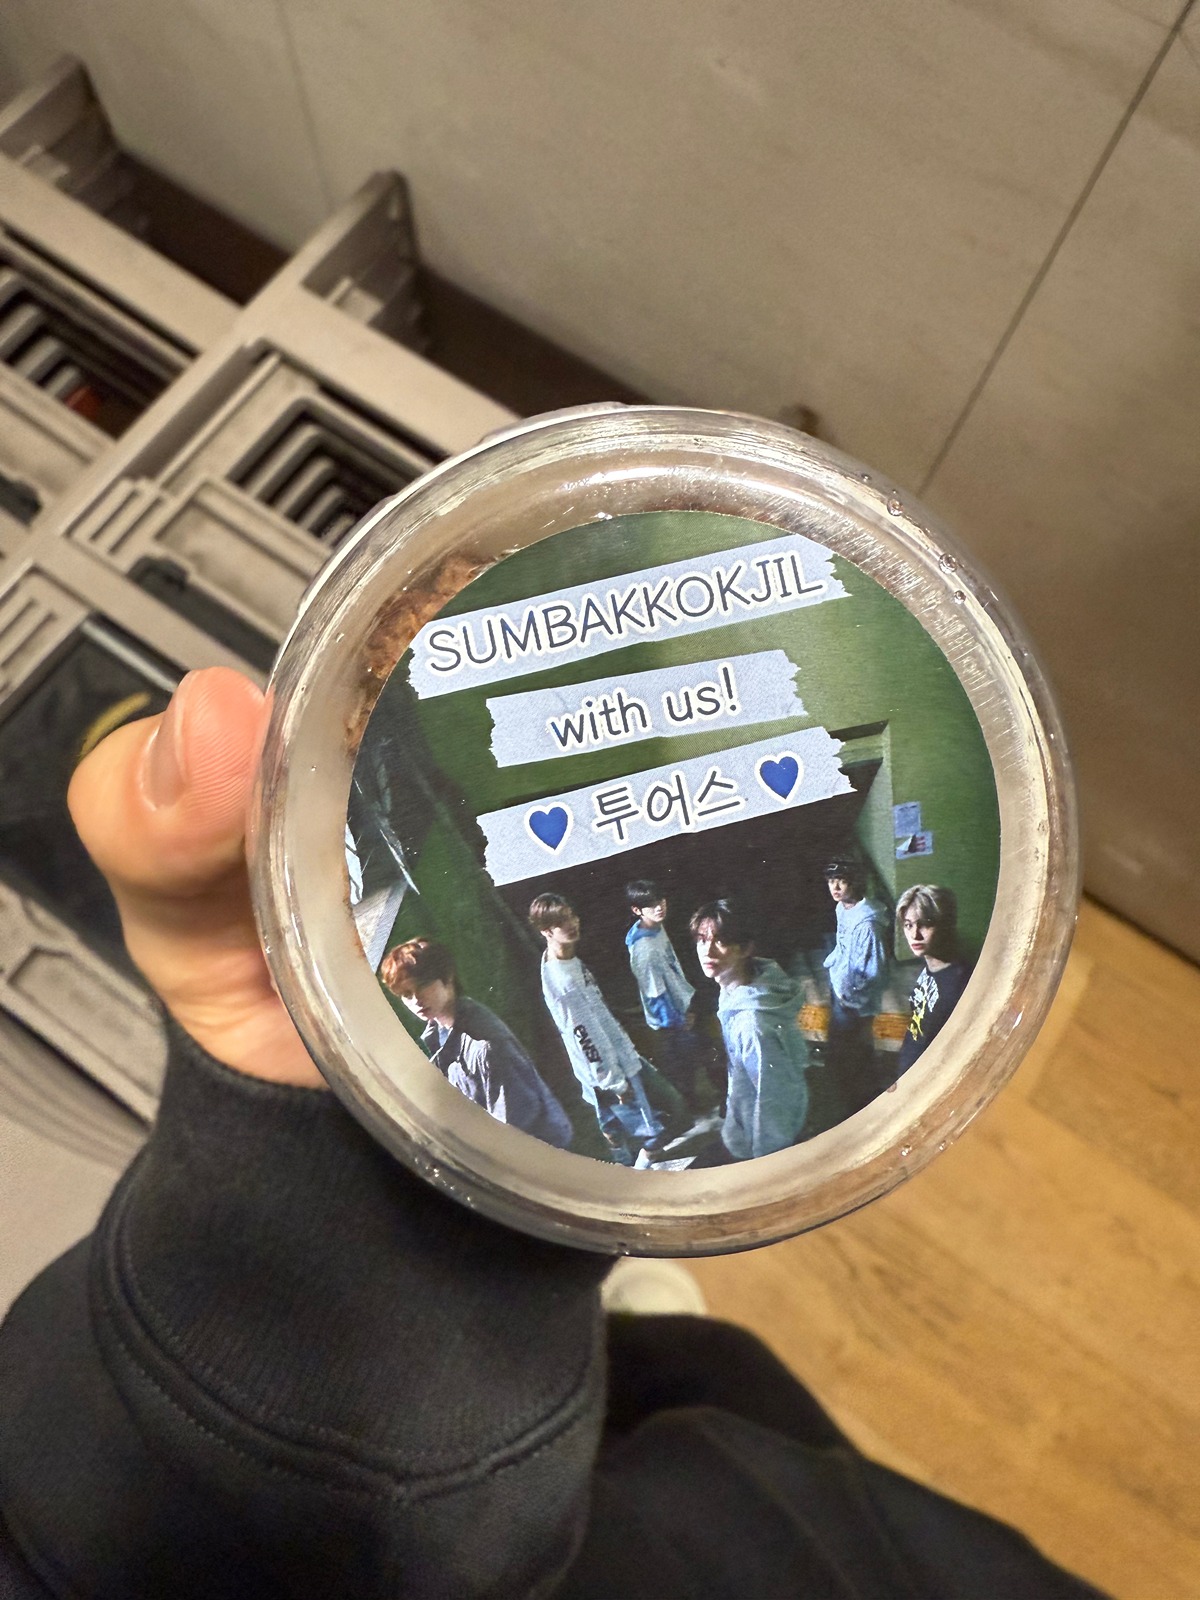 SUMBAKKOKJIL
with us!
💙 투어스 💙